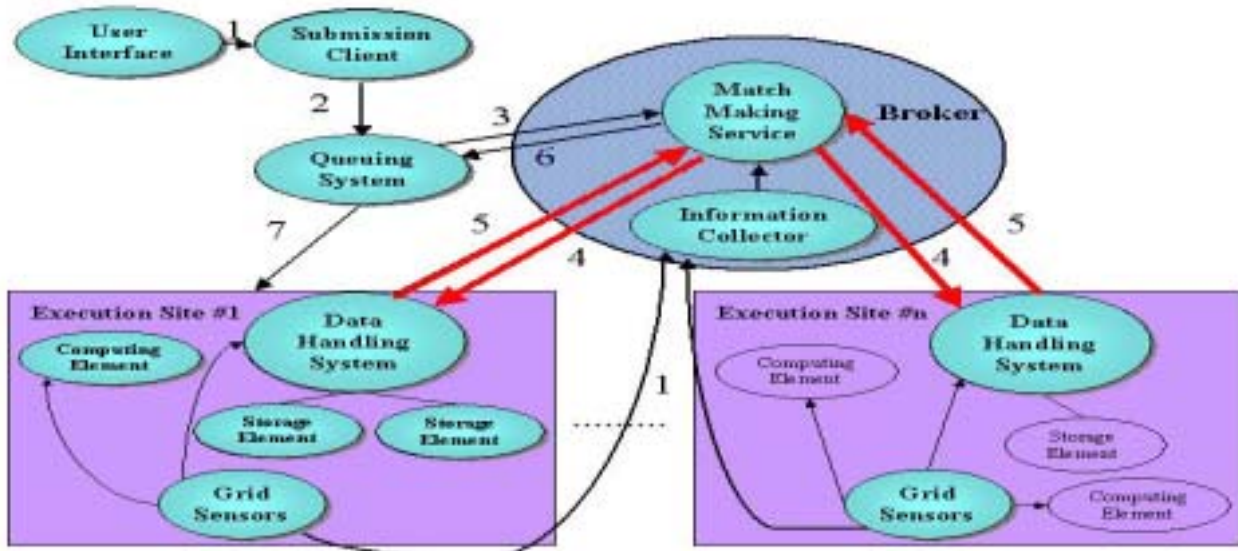 User
Interface
1
Submission
Client
2
3
6
Queuing
System
Match
Making
Service
Broker
Information
Collector
7
5
4
5
4
Execution Site #1
Data
Handling
System
Computing
Element
Storage
Element
Storage
Element
Grid
Sensors
1
Execution Site #n
Data
Handling
System
Computing
Element
Storage
Element
Grid
Sensors
Computing
Element